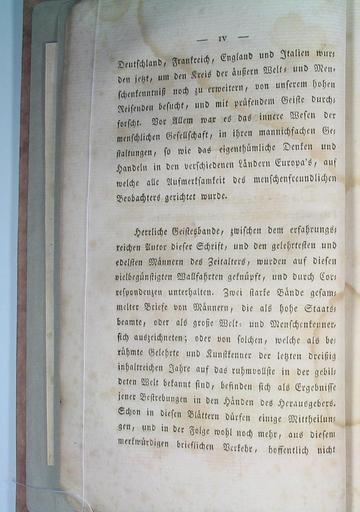 — IV —
Deutschland, Frankreich, England und Italien wur-
den jetzt, um den Kreis der äußern Welt- und Men-
schenkenntniß noch zu erweitern, von unserem hohen
Reisenden besucht, und mit prüfendem Geiste durch-
forscht. Vor Allem war es das innere Wesen der
menschlichen Gesellschaft, in ihren mannichfachen Ge-
staltungen, so wie das eigenthümliche Denken und
Handeln in den verschiedenen Ländern Europa's, auf
welche alle Aufmerksamkeit des menschenfreundlichen
Beobachters gerichtet wurde.
Herrliche Geistesbande, zwischen dem erfahrungs-
reichen Autor dieser Schrift, und den gelehrtesten und
edelsten Männern des Zeitalters, wurden auf diesen
vielbegünstigten Wallfahrten geknüpft, und durch Cor-
respondenzen unterhalten. Zwei starke Bände gesam-
melter Briefe von Männern, die als hohe Staats-
beamte, oder als große Welt- und Menschenkenner,
sich auszeichneten; oder von solchen, welche als be-
rühmte Gelehrte und Kunstkenner der letzten dreißig
inhaltreichen Jahre auf das ruhmvollste in der gebil-
deten Welt bekannt sind, befinden sich als Ergebnisse
jener Bestrebungen in den Händen des Herausgebers.
Schon in diesen Blättern dürfen einige Mittheilun-
gen, und in der Folge wohl noch mehr, aus diesem
merkwürdigen brieflichen Verkehr, hoffentlich nicht